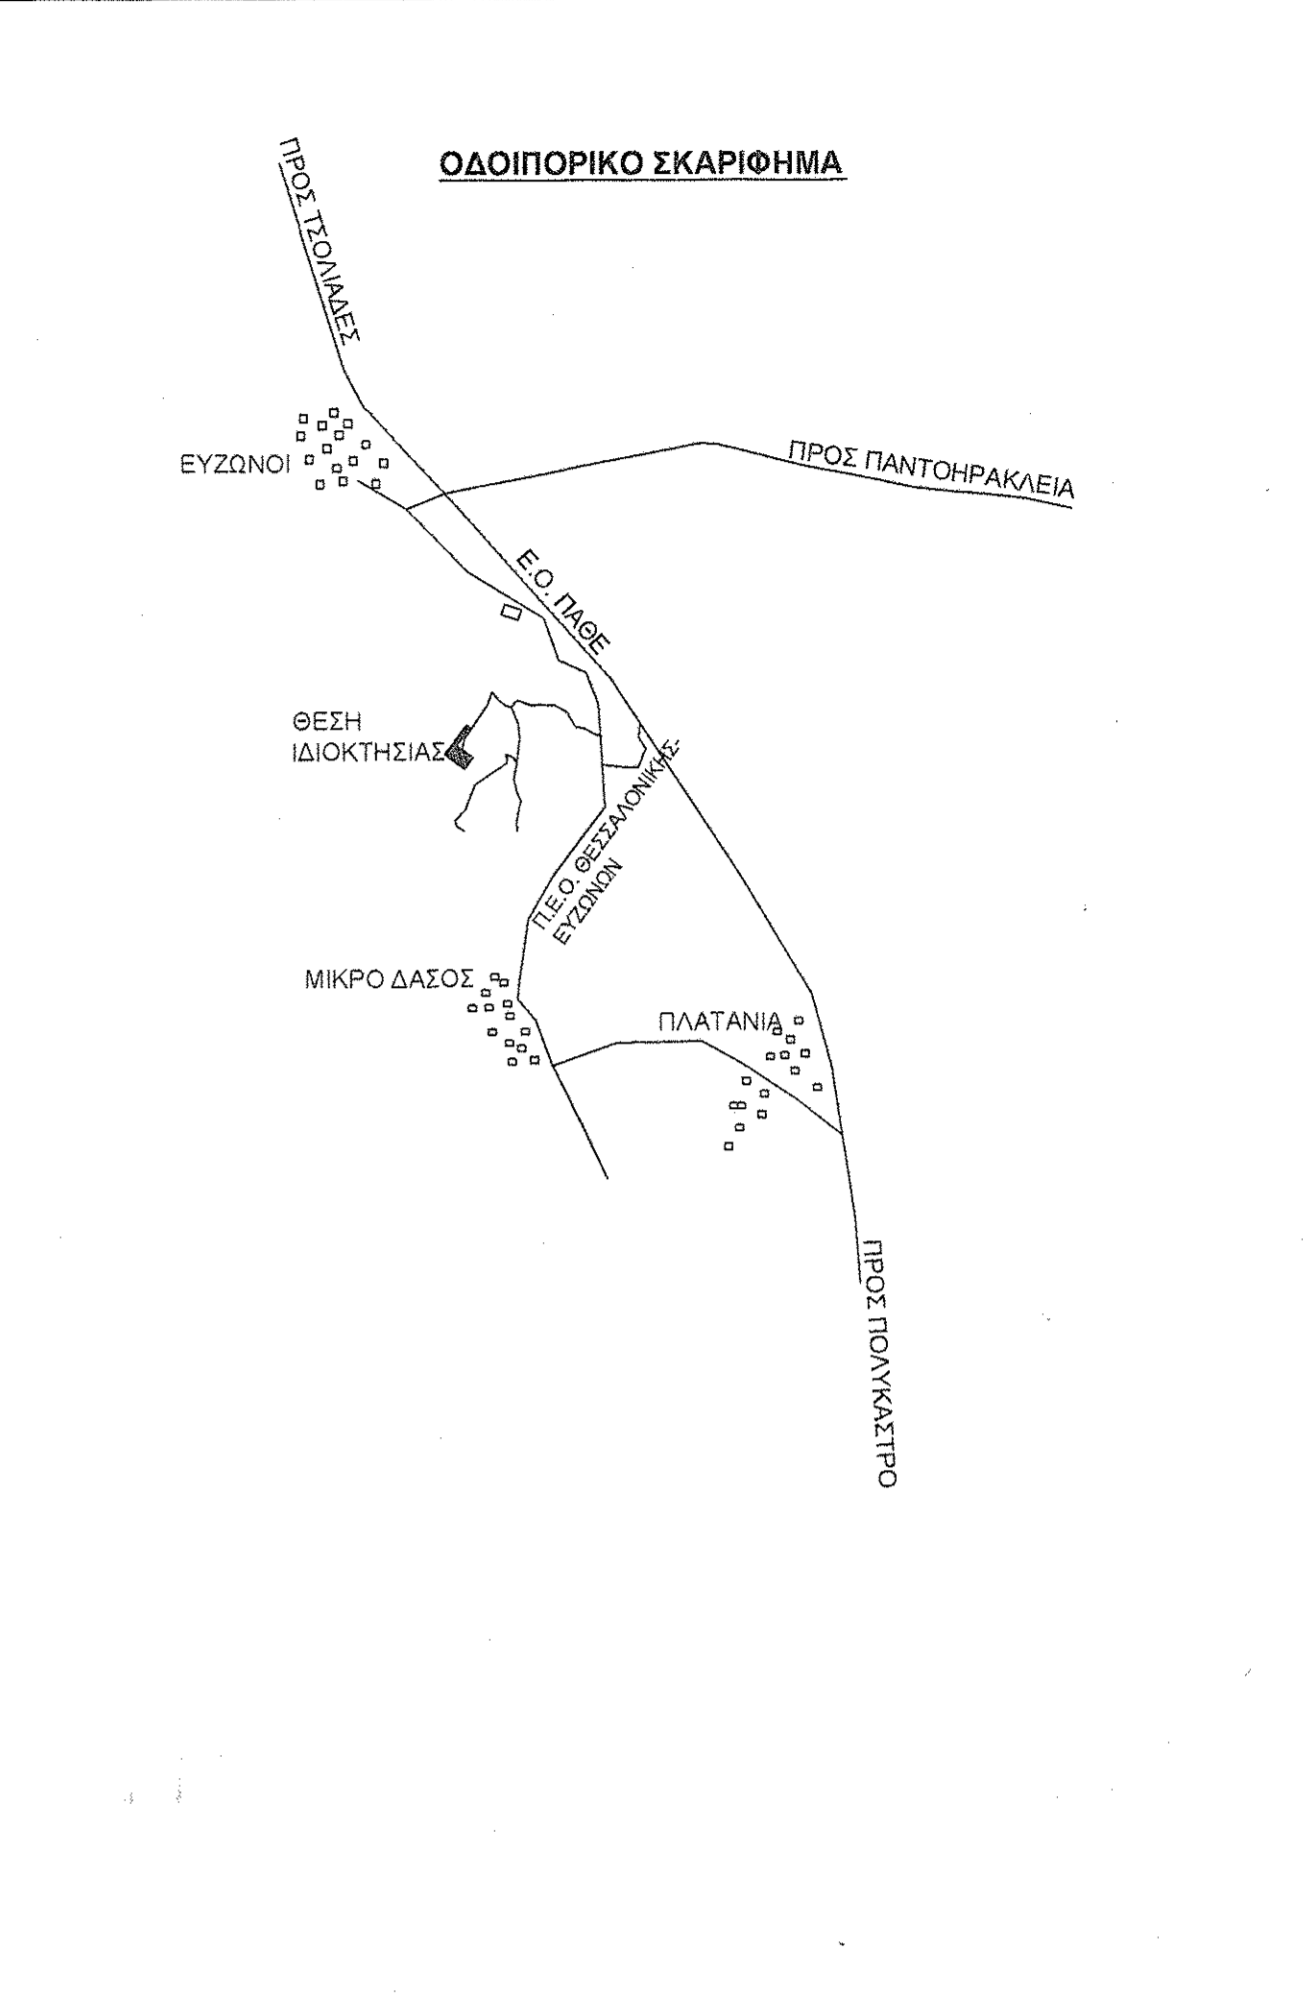 ΟΔΟΙΠΟΡΙΚΟ ΣΚΑΡΙΦΗΜΑ
ΠΡΟΣ ΤΣΟΛΙΑΔΕΣ
ΕΥΖΩΝΟΙ
ΠΡΟΣ ΠΑΝΤΟΗΡΑΚΛΕΙΑ
Ε.Ο. ΠΑΘΕ
ΘΕΣΗ
ΙΔΙΟΚΤΗΣΙΑΣ
Π.Ε.Ο. ΘΕΣΣΑΛΟΝΙΚΗΣ-
ΕΥΖΩΝΩΝ
ΜΙΚΡΟ ΔΑΣΟΣ
ΠΛΑΤΑΝΙΑ
ΠΡΟΣ ΠΟΛΥΚΑΣΤΡΟ